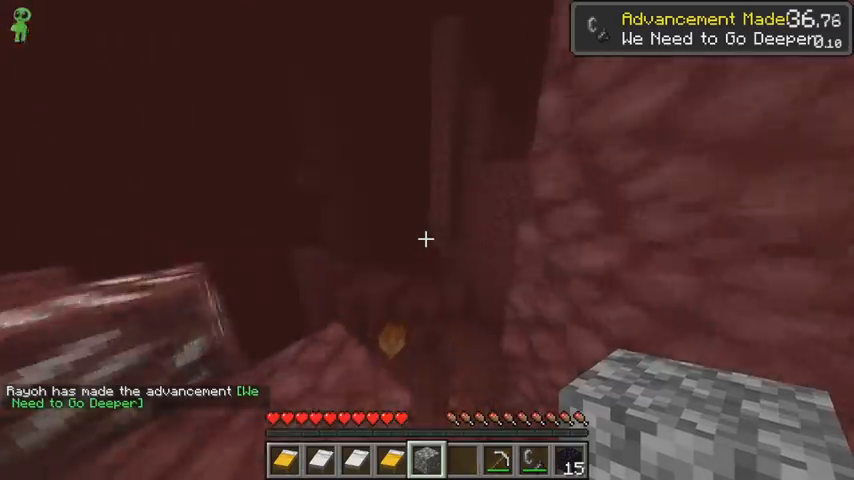 Advancement Made
36.76
We Need to Go Deeper
0.10
Rayoh has made the advancement [We
Need to Go Deeper]
15